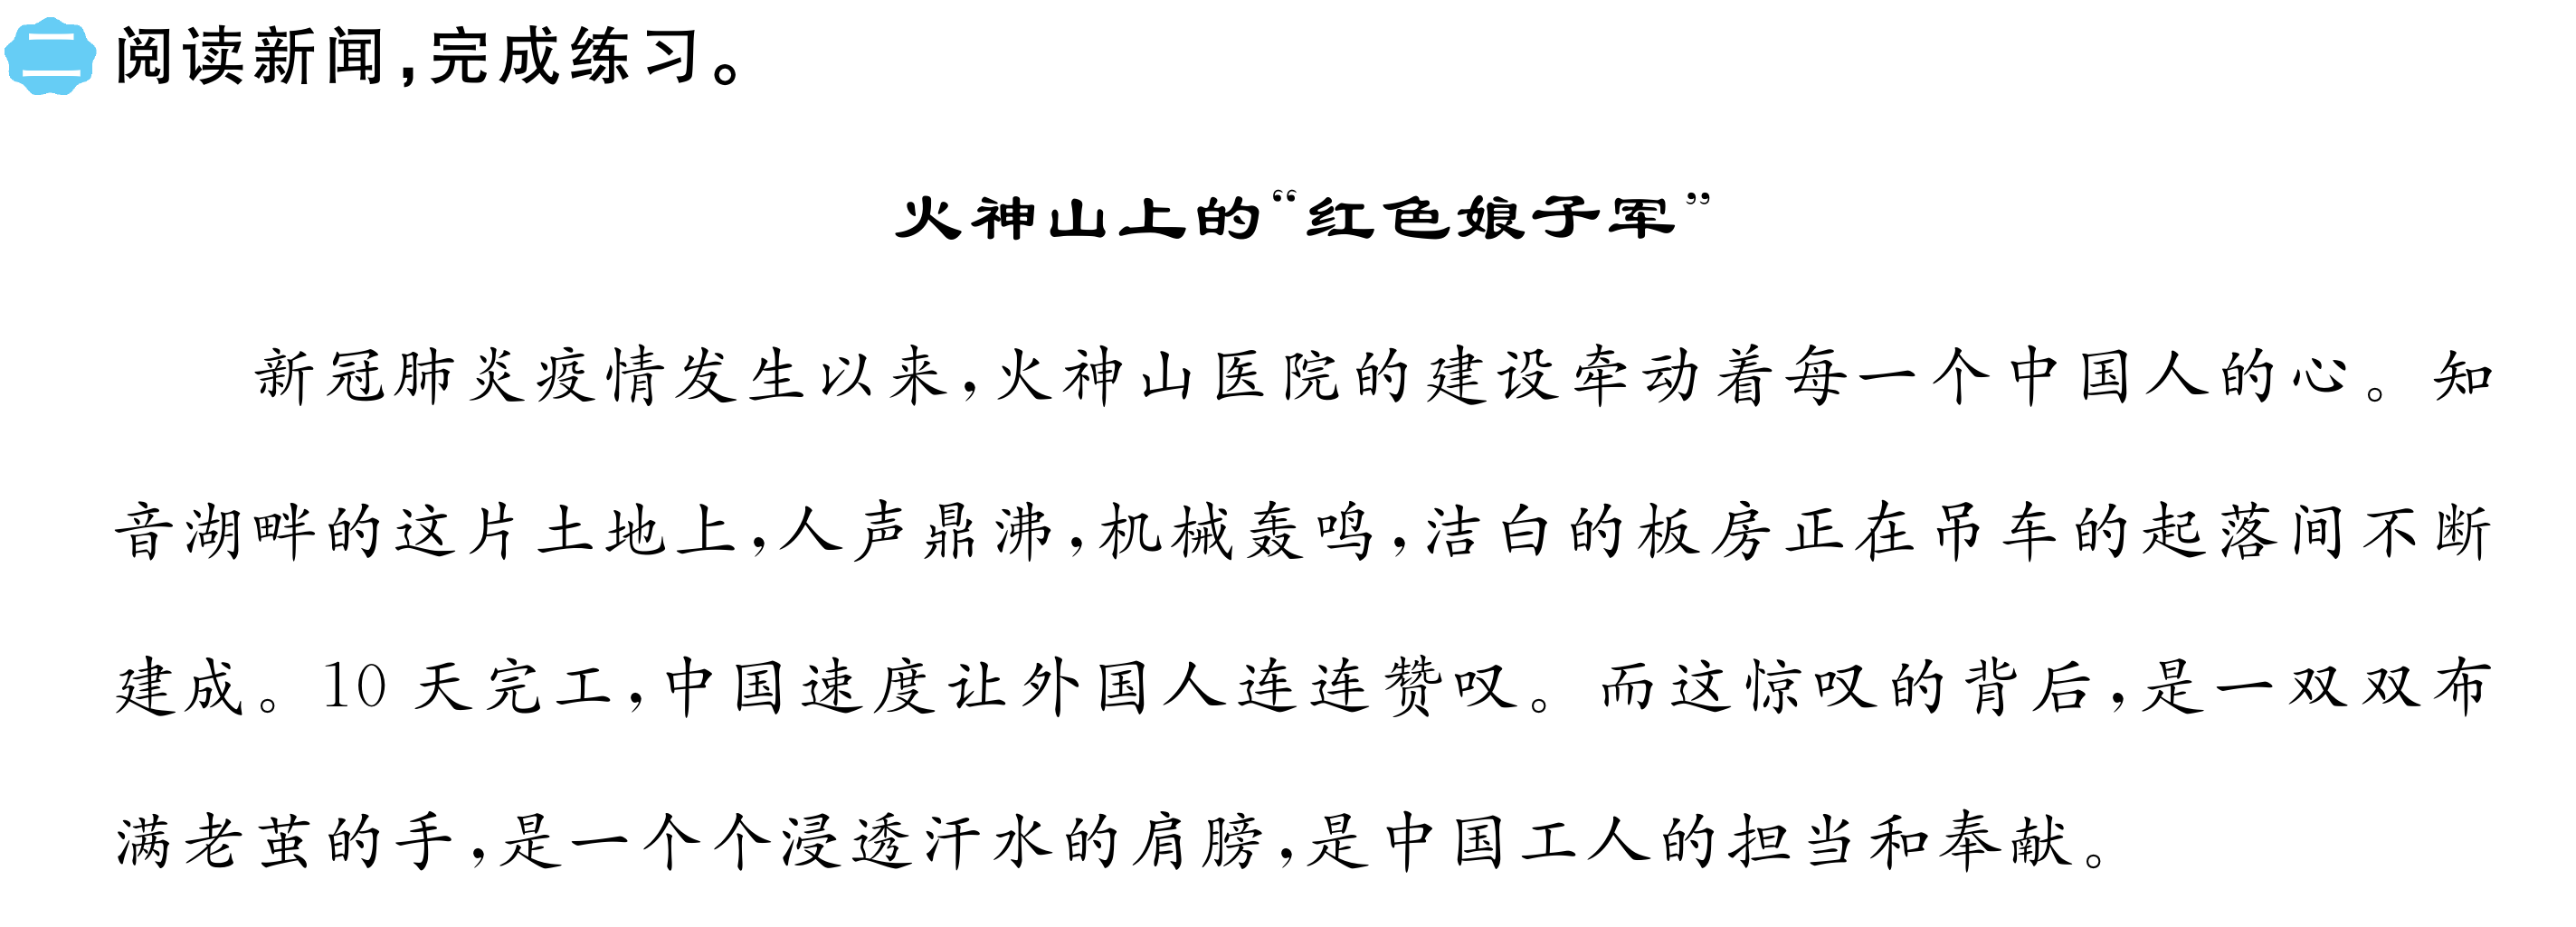 二 阅读新闻,完成练习。
火神山上的“红色娘子军”
新冠肺炎疫情发生以来,火神山医院的建设牵动着每一个中国人的心。知
音湖畔的这片土地上,人声鼎沸,机械轰鸣,洁白的板房正在吊车的起落间不断
建成。10 天完工,中国速度让外国人连连赞叹。而这惊叹的背后,是一双双布
满老茧的手,是一个个浸透汗水的肩膀,是中国工人的担当和奉献。